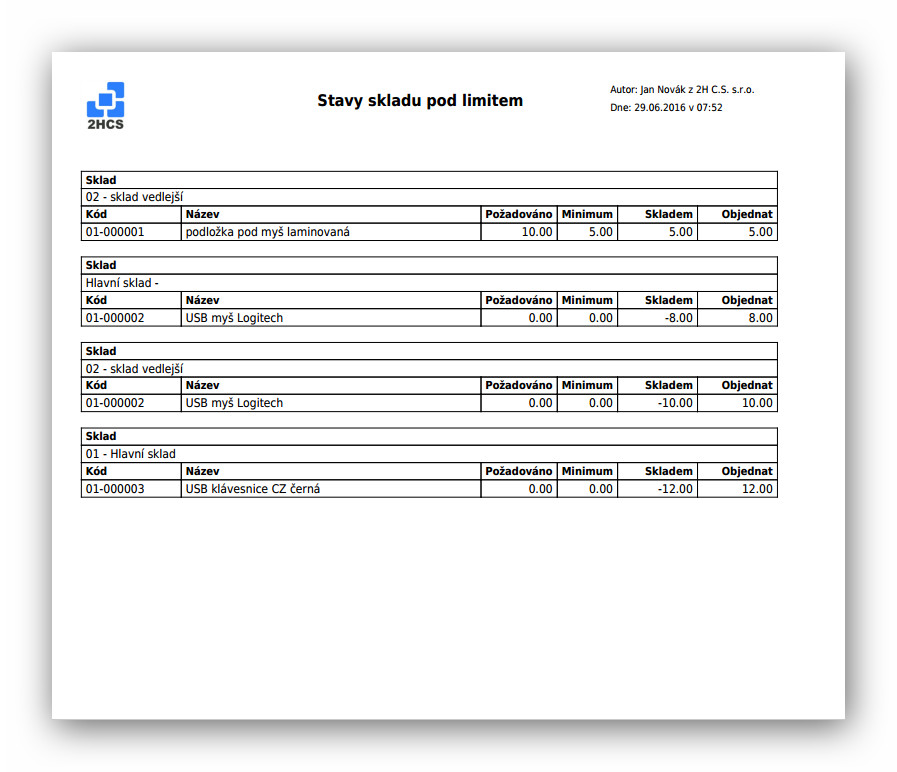 2HCS
Stavy skladu pod limitem
Autor: Jan Novák z 2H C.S. s.r.o.
Dne: 29.06.2016 v 07:52
Sklad
02 - sklad vedlejší
Kód Název Požadováno Minimum Skladem Objednat
01-000001 podložka pod myš laminovaná 10.00 5.00 5.00 5.00
Sklad
Hlavní sklad -
Kód Název Požadováno Minimum Skladem Objednat
01-000002 USB myš Logitech 0.00 0.00 -8.00 8.00
Sklad
02 - sklad vedlejší
Kód Název Požadováno Minimum Skladem Objednat
01-000002 USB myš Logitech 0.00 0.00 -10.00 10.00
Sklad
01 - Hlavní sklad
Kód Název Požadováno Minimum Skladem Objednat
01-000003 USB klávesnice CZ černá 0.00 0.00 -12.00 12.00